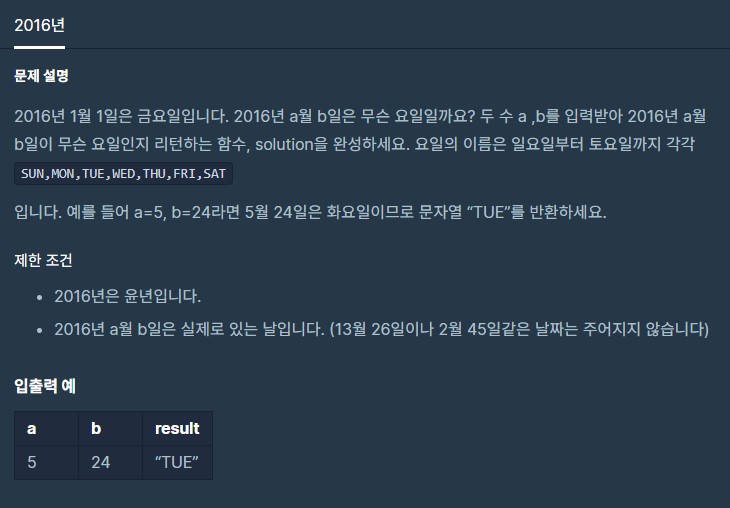 2016년
문제 설명
2016년 1월 1일은 금요일입니다. 2016년 a월 b일은 무슨 요일일까요? 두 수 a ,b를 입력받아 2016년 a월
b일이 무슨 요일인지 리턴하는 함수, solution을 완성하세요. 요일의 이름은 일요일부터 토요일까지 각각
SUN,MON,TUE,WED,THU,FRI,SAT
입니다. 예를 들어 a=5, b=24라면 5월 24일은 화요일이므로 문자열 “TUE”를 반환하세요.
제한 조건
• 2016년은 윤년입니다.
• 2016년 a월 b일은 실제로 있는 날입니다. (13월 26일이나 2월 45일같은 날짜는 주어지지 않습니다)
입출력 예
a b result
5 24 “TUE”